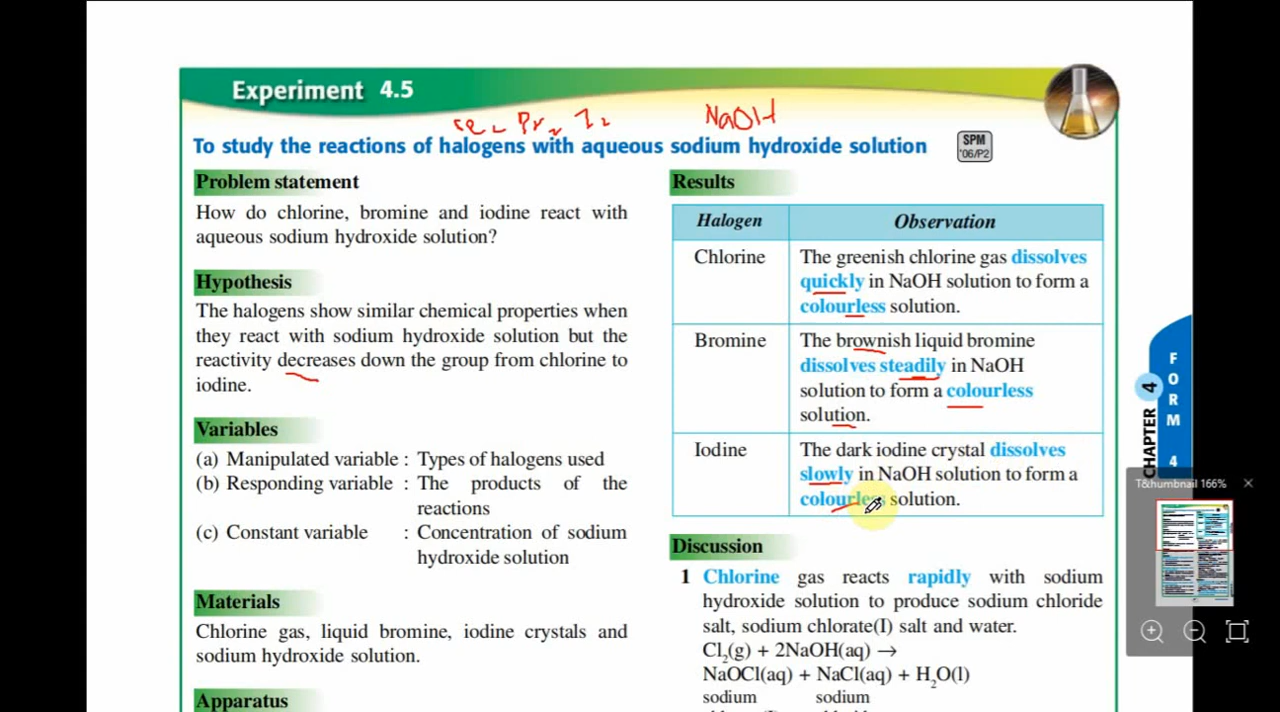 Experiment 4.5
NaOH
To study the reactions of halogens with aqueous sodium hydroxide solution
SPM
'06/P2
Problem statement
How do chlorine, bromine and iodine react with
aqueous sodium hydroxide solution?
Hypothesis
The halogens show similar chemical properties when
they react with sodium hydroxide solution but the
reactivity decreases down the group from chlorine to
iodine.
Variables
(a) Manipulated variable : Types of halogens used
(b) Responding variable : The products of the
reactions
(c) Constant variable : Concentration of sodium
hydroxide solution
Materials
Chlorine gas, liquid bromine, iodine crystals and
sodium hydroxide solution.
Apparatus
Results
Halogen Observation
Chlorine The greenish chlorine gas dissolves
quickly in NaOH solution to form a
colourless solution.
Bromine The brownish liquid bromine
dissolves steadily in NaOH
solution to form a colourless
solution.
Iodine The dark iodine crystal dissolves
slowly in NaOH solution to form a
colourless solution.
Discussion
1 Chlorine gas reacts rapidly with sodium
hydroxide solution to produce sodium chloride
salt, sodium chlorate(I) salt and water.
Cl₂(g) + 2NaOH(aq) →
NaOCl(aq) + NaCl(aq) + H₂O(l)
sodium sodium
CHAPTER 4
FORM 4
T&humbnail 166%